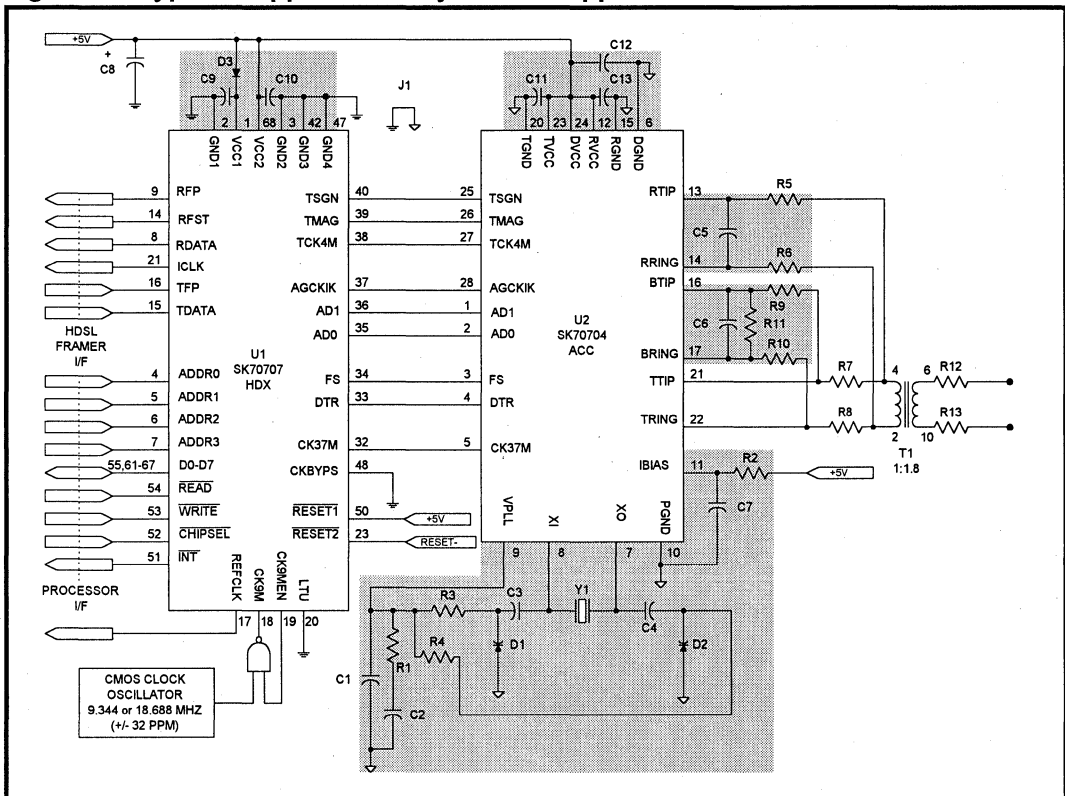 +5V
+
C8
D3
C9
C10
J1
C12
C11
C13
2 1 68 3 42 47
GND1 VCC1 VCC2 GND2 GND3 GND4
20 23 24 12 15 6
TGND TVCC DVCC RVCC RGND DGND
9 RFP
14 RFST
8 RDATA
21 ICLK
16 TFP
15 TDATA
HDSL
FRAMER
I/F
4 ADDR0
5 ADDR1
6 ADDR2
7 ADDR3
55,61-67 D0-D7
54 READ
53 WRITE
52 CHIPSEL
51 INT
PROCESSOR
I/F
U1
SK70707
HDX
TSGN 40
TMAG 39
TCK4M 38
AGCKIK 37
AD1 36
AD0 35
FS 34
DTR 33
CK37M 32
CKBYPS 48
RESET1 50
+5V
RESET2 23
RESET-
REFCLK CK9M CK9MEN LTU
17 18 19 20
CMOS CLOCK
OSCILLATOR
9.344 or 18.688 MHZ
(+/- 32 PPM)
25 TSGN
26 TMAG
27 TCK4M
28 AGCKIK
1 AD1
2 AD0
3 FS
4 DTR
5 CK37M
U2
SK70704
ACC
RTIP 13
RRING 14
BTIP 16
BRING 17
TTIP 21
TRING 22
IBIAS 11
VPLL XI XO PGND
9 8 7 10
R5
C5
R6
R9
C6
R11
R10
R7
R8
4 6
2 10
T1
1:1.8
R12
R13
R2
+5V
C7
R3
C3
Y1
C4
R4
D1
D2
R1
C1
C2